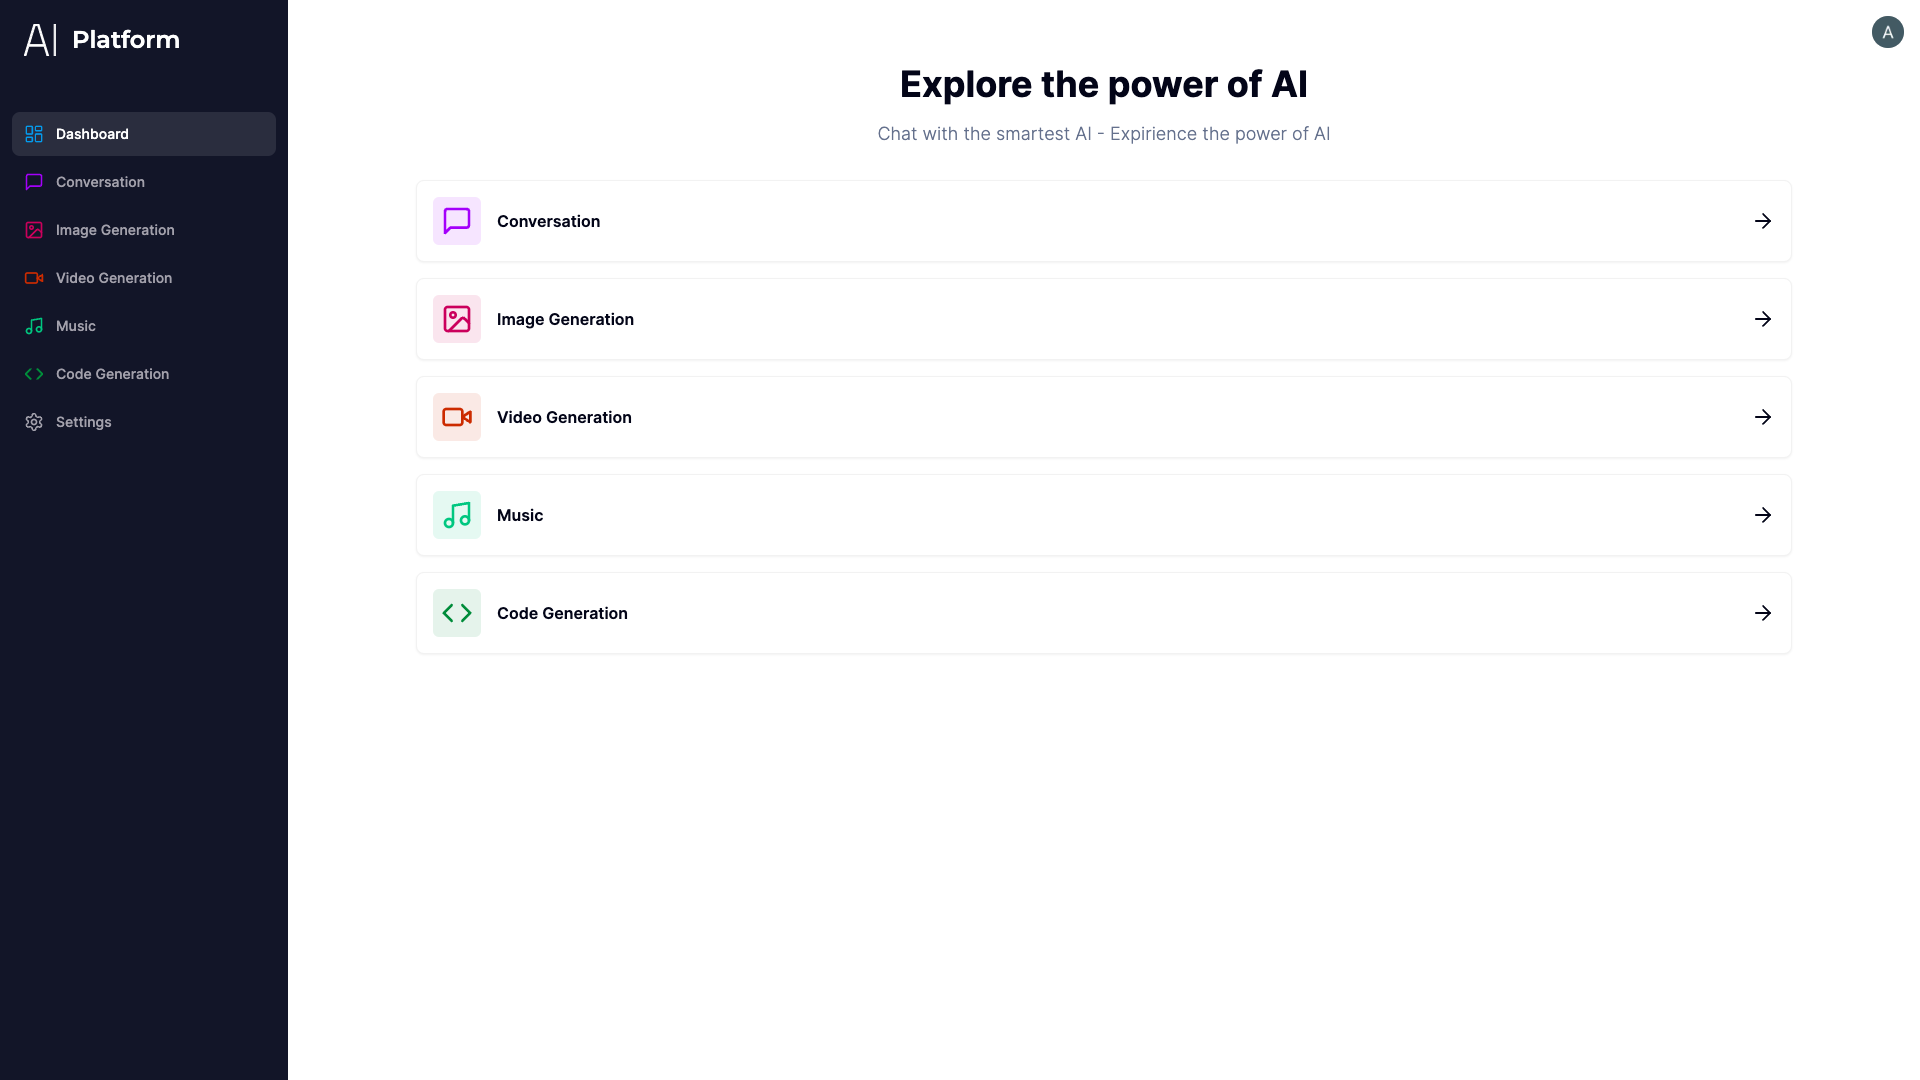 AI Platform
Dashboard
Conversation
Image Generation
Video Generation
Music
Code Generation
Settings
A
Explore the power of AI
Chat with the smartest AI - Expirience the power of AI
Conversation
Image Generation
Video Generation
Music
Code Generation